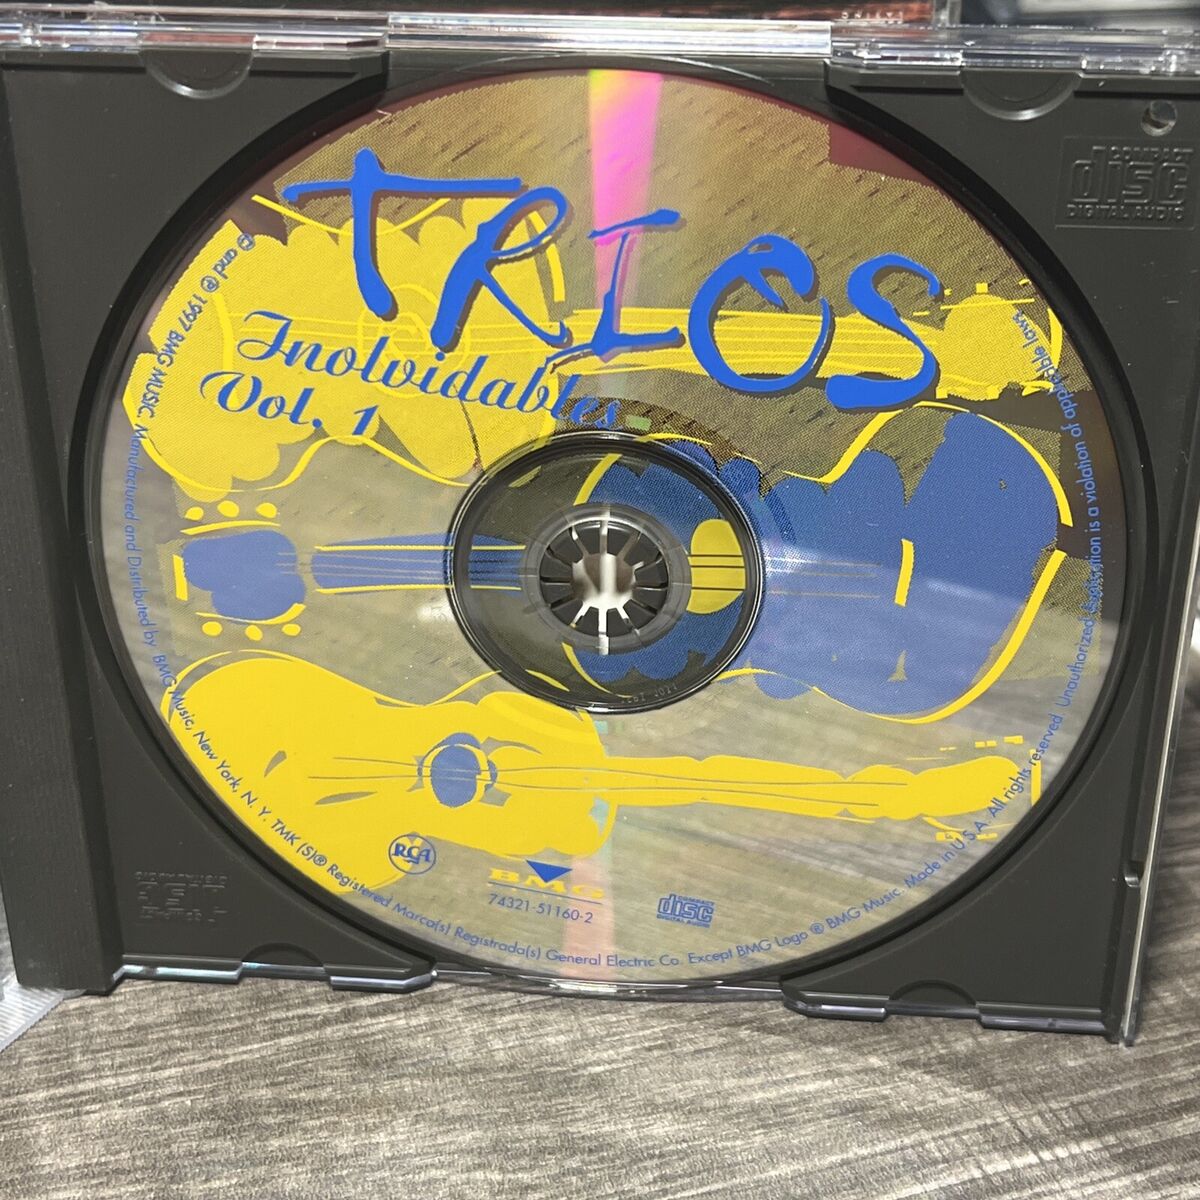 TRIOS
Inolvidables
Vol. 1
℗ and © 1997 BMG MUSIC. Manufactured and Distributed by BMG Music, New York, N. Y. TMK (S)® Registered Marca(s) Registrada(s) General Electric Co. Except BMG Logo ® BMG Music. Made in U.S.A. All rights reserved. Unauthorized duplication is a violation of applicable laws.
RCA
BMG
74321-51160-2
COMPACT
disc
DIGITAL AUDIO
COMPACT
disc
DIGITAL AUDIO